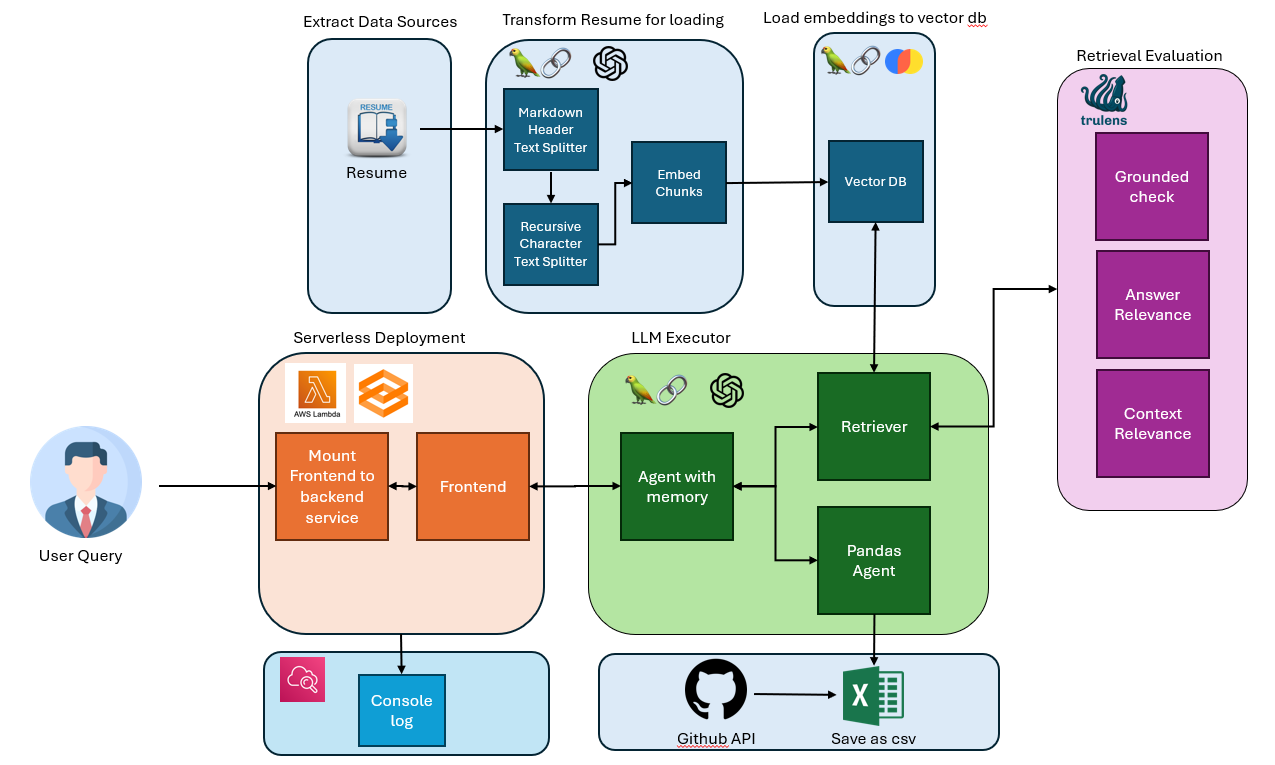 Extract Data Sources
Transform Resume for loading
Load embeddings to vector db
Retrieval Evaluation
RESUME
Resume
Markdown
Header
Text Splitter
Recursive
Character
Text Splitter
Embed
Chunks
Vector DB
trulens
Grounded
check
Answer
Relevance
Context
Relevance
Serverless Deployment
LLM Executor
AWS Lambda
Mount
Frontend to
backend
service
Frontend
Agent with
memory
Retriever
Pandas
Agent
User Query
Console
log
Github API
X
Save as csv